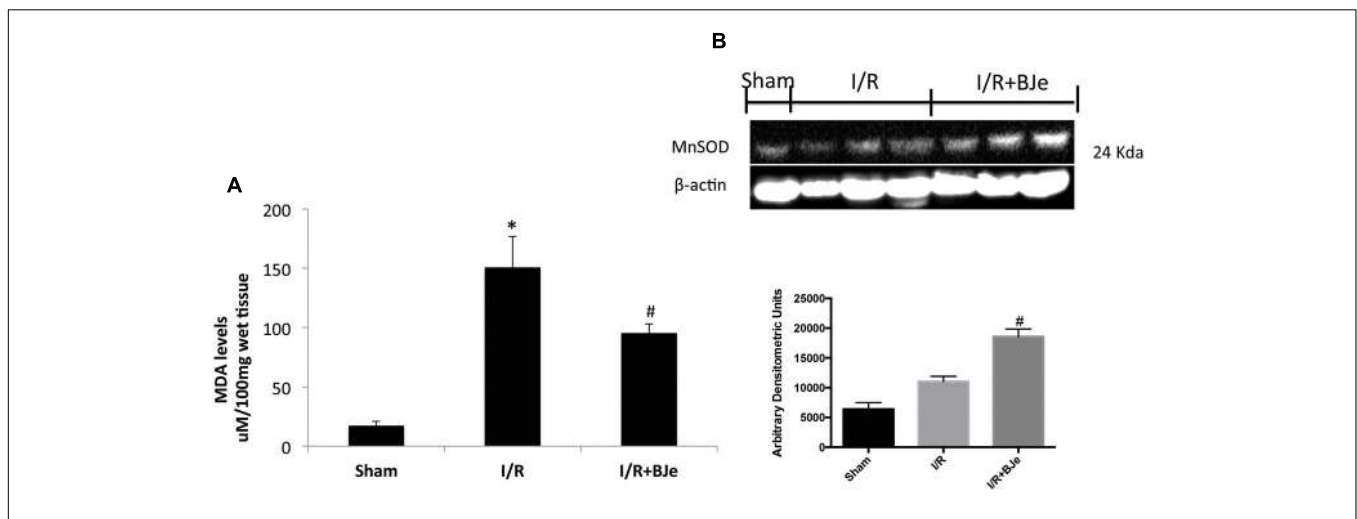 A
MDA levels
uM/100mg wet tissue
200
150
100
50
0
*
#
Sham
I/R
I/R+BJe
B
Sham
I/R
I/R+BJe
MnSOD
24 Kda
β-actin
Arbitrary Densitometric Units
25000
20000
15000
10000
5000
0
#
Sham
I/R
I/R+BJe